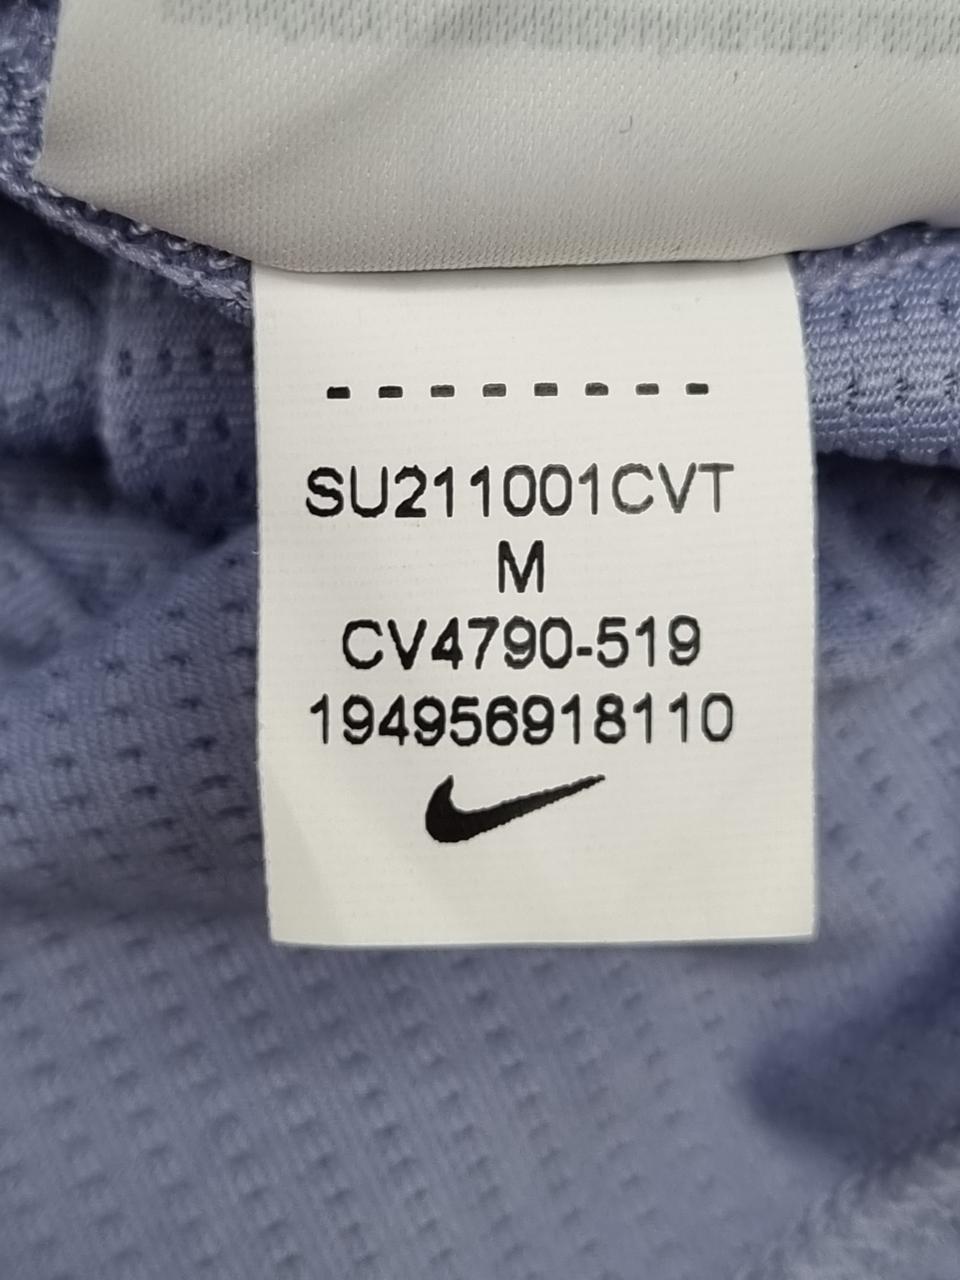 - - - - - - - -
SU211001CVT
M
CV4790-519
194956918110